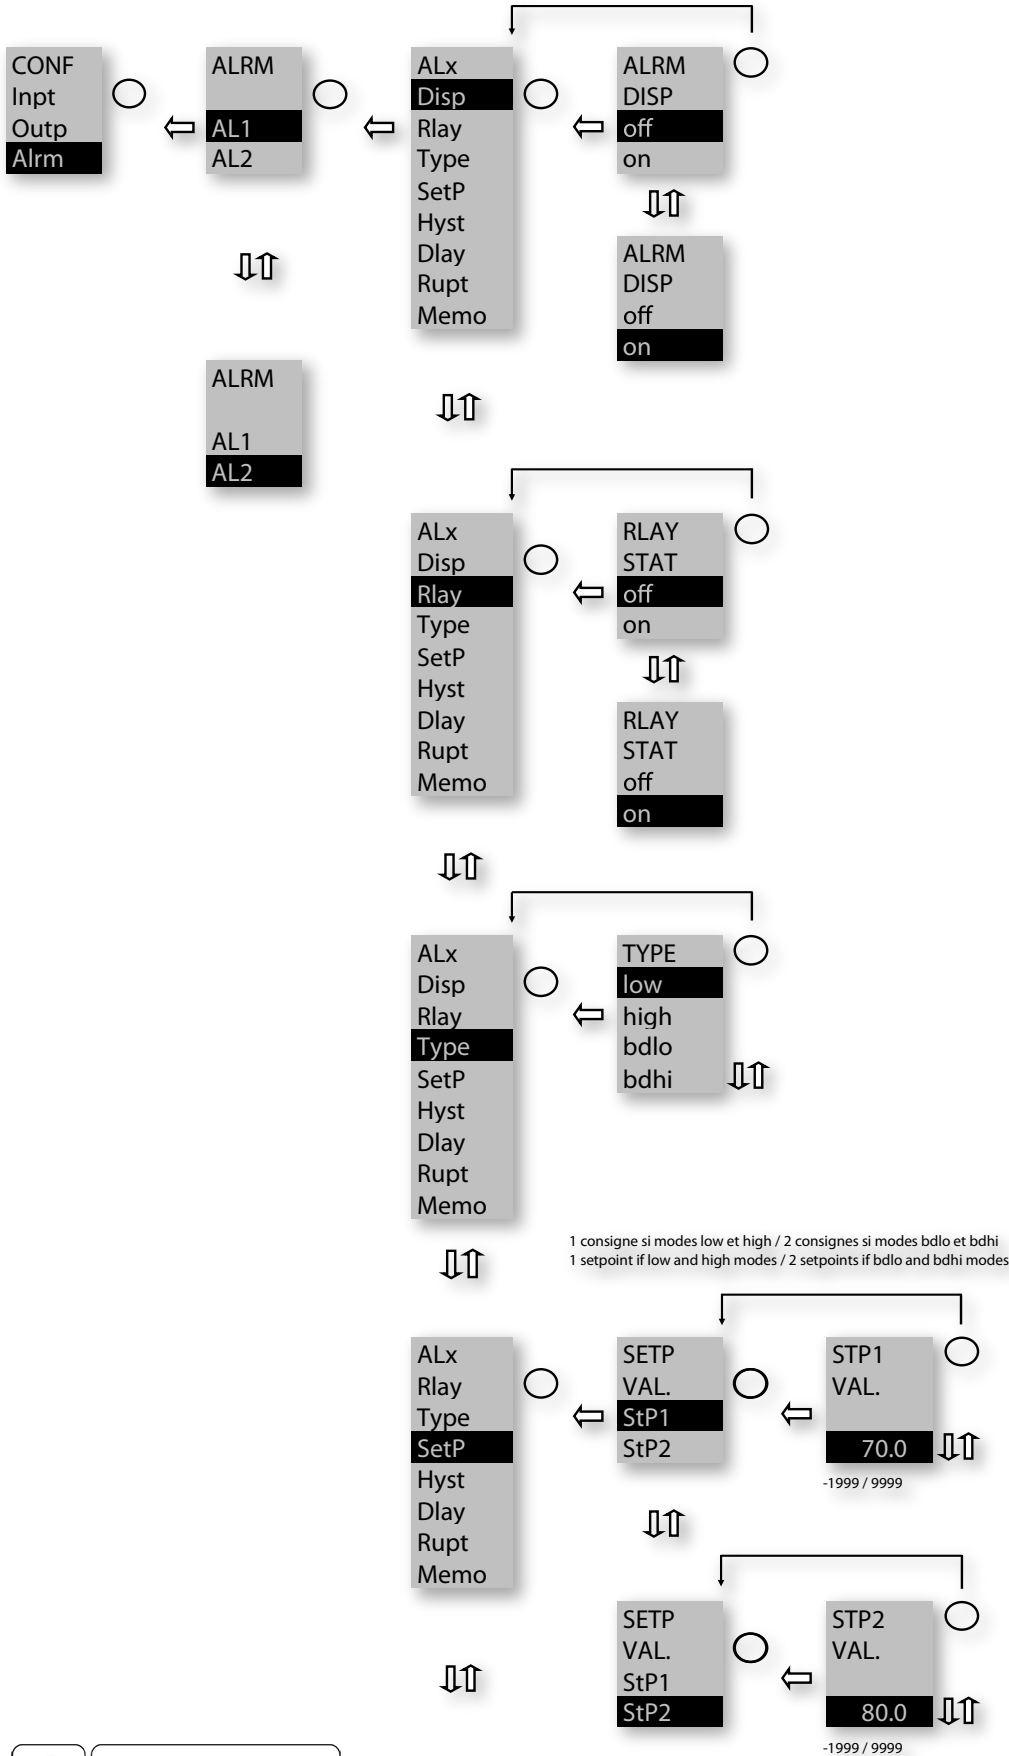 CONF
Inpt
Outp
Alrm
ALRM
AL1
AL2
ALRM
AL1
AL2
ALx
Disp
Rlay
Type
SetP
Hyst
Dlay
Rupt
Memo
ALRM
DISP
off
on
ALRM
DISP
off
on
ALx
Disp
Rlay
Type
SetP
Hyst
Dlay
Rupt
Memo
RLAY
STAT
off
on
RLAY
STAT
off
on
ALx
Disp
Rlay
Type
SetP
Hyst
Dlay
Rupt
Memo
TYPE
low
high
bdlo
bdhi
1 consigne si modes low et high / 2 consignes si modes bdlo et bdhi
1 setpoint if low and high modes / 2 setpoints if bdlo and bdhi modes
ALx
Rlay
Type
SetP
Hyst
Dlay
Rupt
Memo
SETP
VAL.
StP1
StP2
STP1
VAL.
70.0
-1999 / 9999
SETP
VAL.
StP1
StP2
STP2
VAL.
80.0
-1999 / 9999